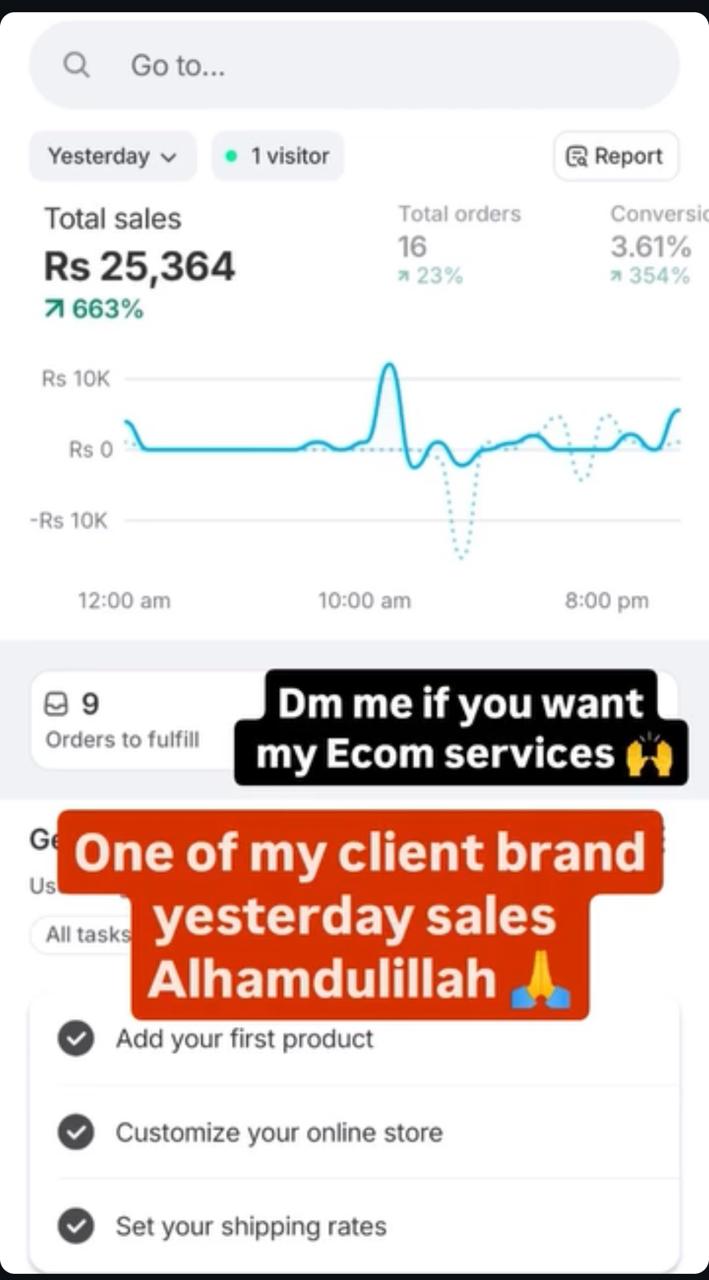 Go to...
Yesterday
1 visitor
Report
Total sales
Total orders
Conversio
Rs 25,364
16
3.61%
663%
23%
354%
Rs 10K
Rs 0
-Rs 10K
12:00 am
10:00 am
8:00 pm
9
Orders to fulfill
Dm me if you want
my Ecom services 🙌
Ge
One of my client brand
Us
yesterday sales
All tasks
Alhamdulillah 🙏
Add your first product
Customize your online store
Set your shipping rates